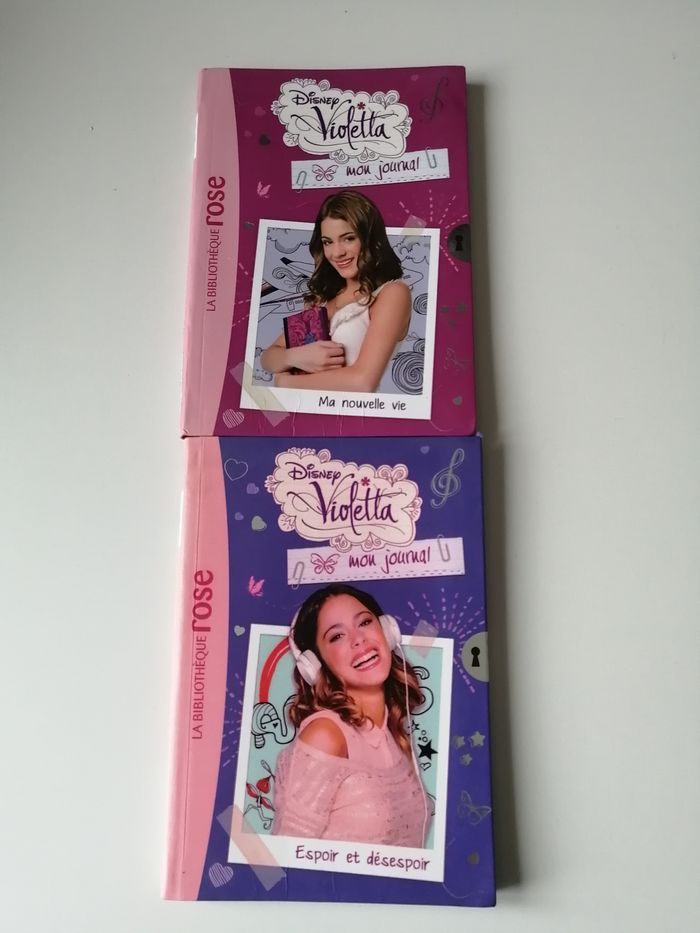 LA BIBLIOTHÈQUE rose
Disney
Violetta
mon journal
Ma nouvelle vie
LA BIBLIOTHÈQUE rose
Disney
Violetta
mon journal
Espoir et désespoir